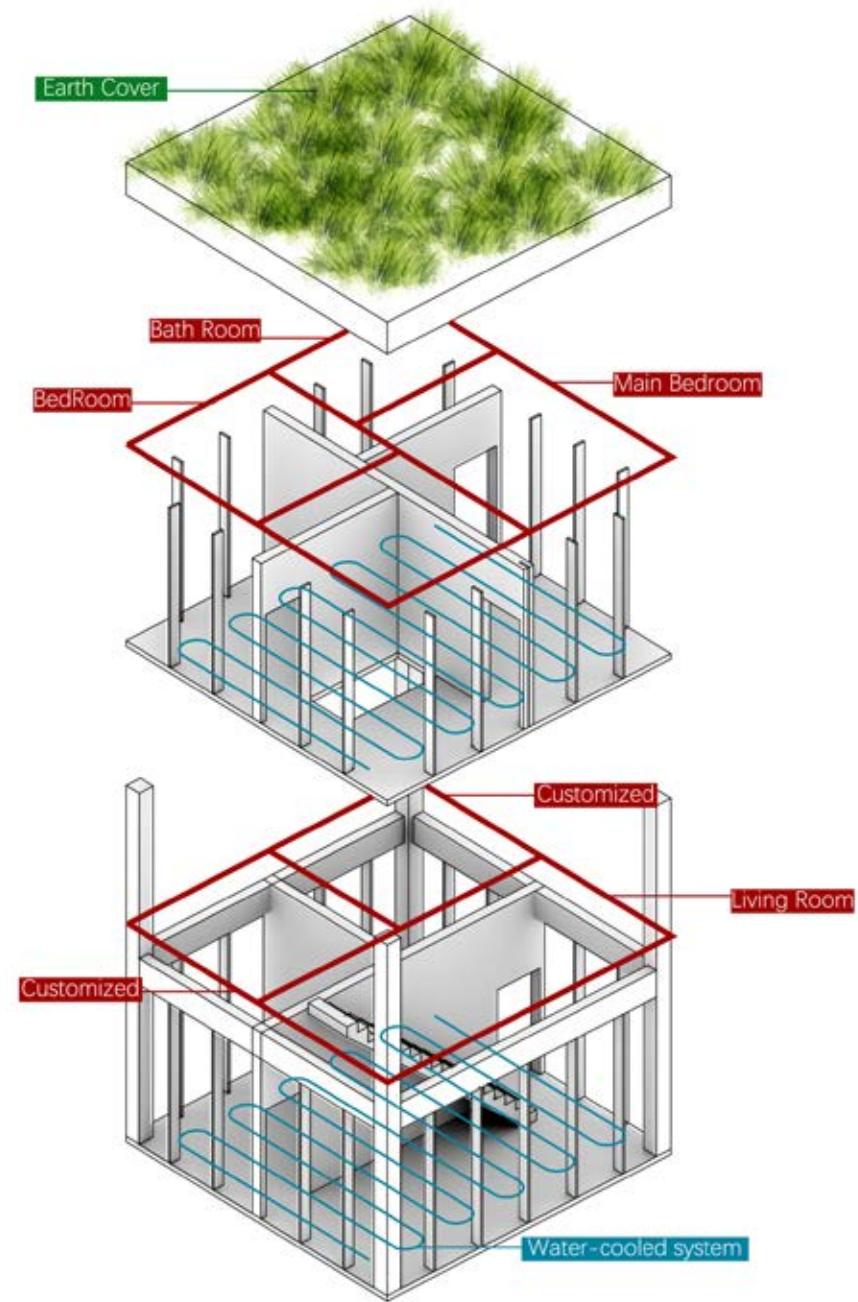 Earth Cover
Bath Room
Main Bedroom
BedRoom
Customized
Living Room
Customized
Water-cooled system